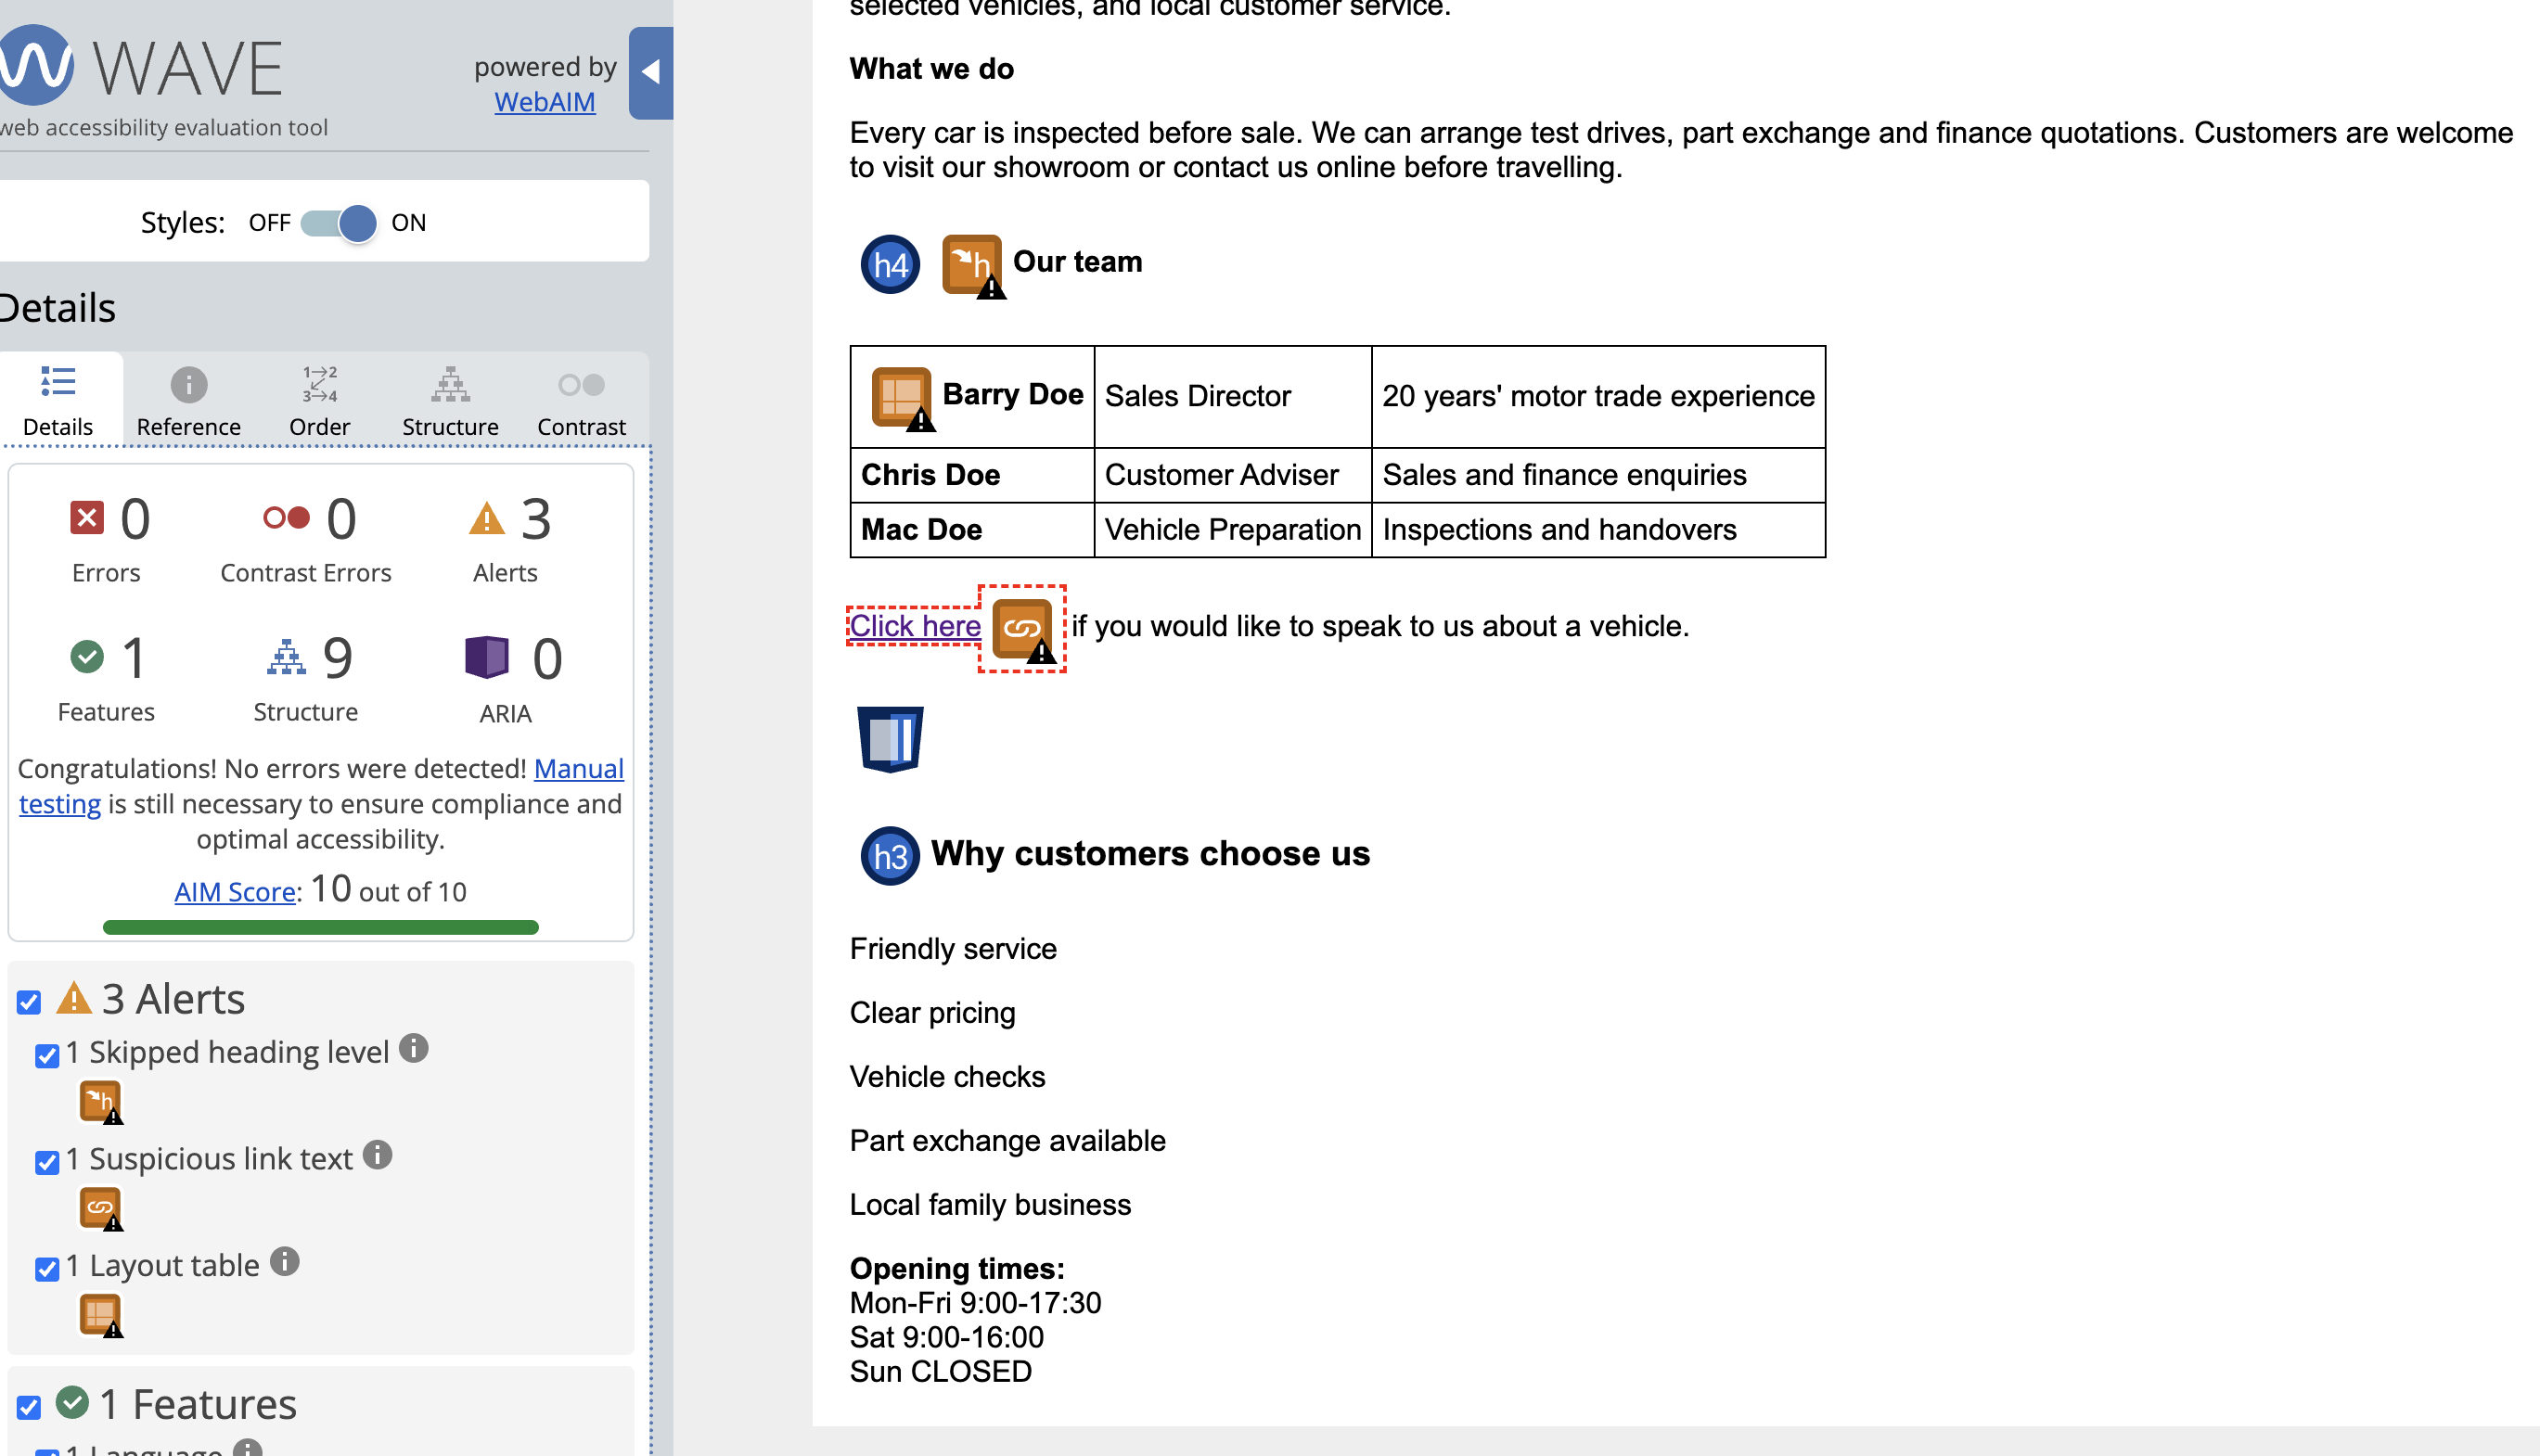 WAVE
web accessibility evaluation tool
powered by
WebAIM
Styles: OFF ON
Details
Details Reference Order Structure Contrast
0 Errors
0 Contrast Errors
3 Alerts
1 Features
9 Structure
0 ARIA
Congratulations! No errors were detected! Manual
testing is still necessary to ensure compliance and
optimal accessibility.
AIM Score: 10 out of 10
3 Alerts
1 Skipped heading level
1 Suspicious link text
1 Layout table
1 Features
1 Language
selected vehicles, and local customer service.
What we do
Every car is inspected before sale. We can arrange test drives, part exchange and finance quotations. Customers are welcome
to visit our showroom or contact us online before travelling.
h4 h Our team
Barry Doe Sales Director 20 years' motor trade experience
Chris Doe Customer Adviser Sales and finance enquiries
Mac Doe Vehicle Preparation Inspections and handovers
Click here if you would like to speak to us about a vehicle.
h3 Why customers choose us
Friendly service
Clear pricing
Vehicle checks
Part exchange available
Local family business
Opening times:
Mon-Fri 9:00-17:30
Sat 9:00-16:00
Sun CLOSED